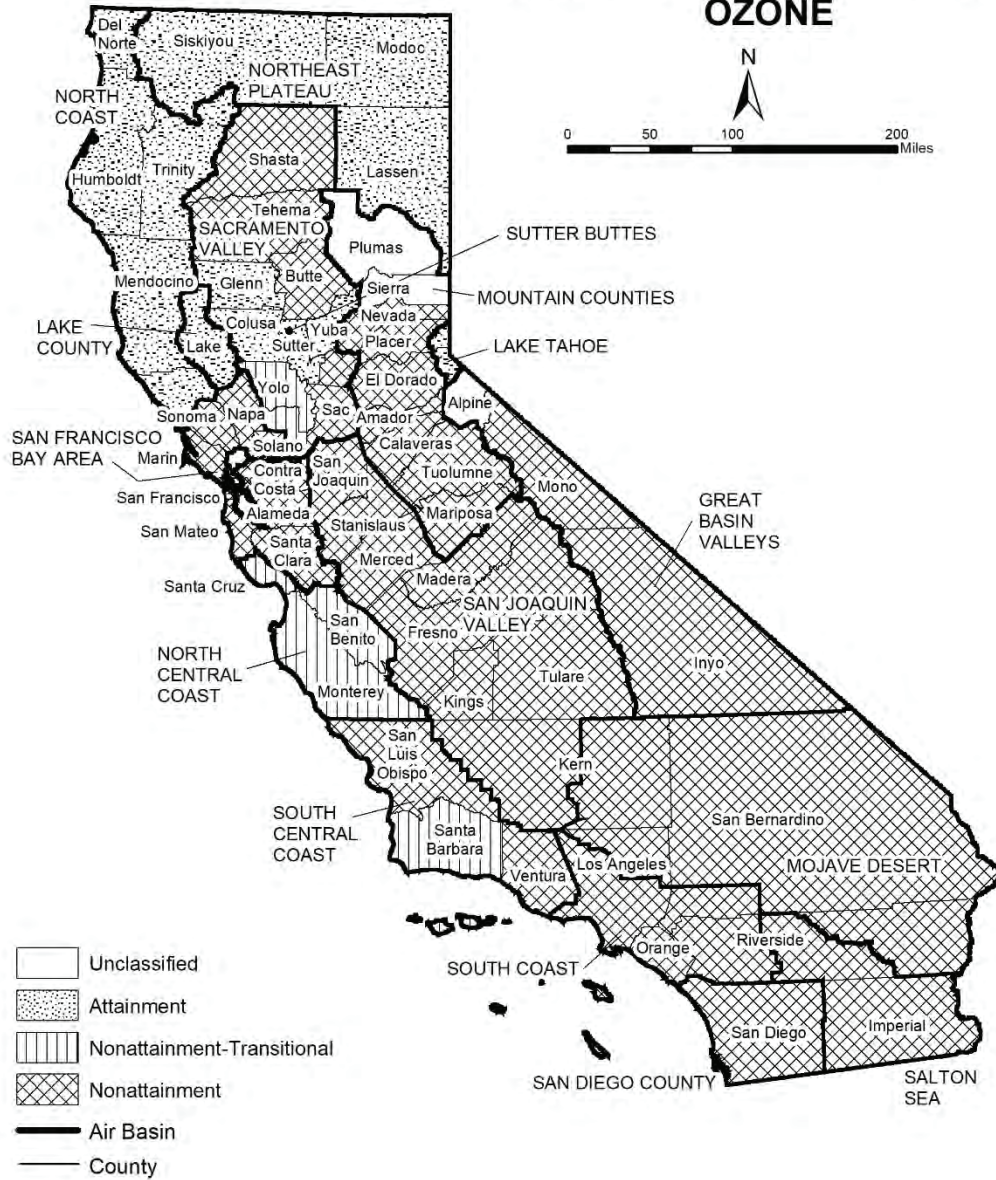 OZONE
N
0 50 100 200
Miles
Del
Norte
Siskiyou
Modoc
NORTHEAST
PLATEAU
NORTH
COAST
Shasta
Humboldt
Trinity
Lassen
Tehema
SACRAMENTO
VALLEY
SUTTER BUTTES
Plumas
Butte
Mendocino
Glenn
Sierra
MOUNTAIN COUNTIES
Nevada
LAKE
COUNTY
Colusa
Yuba
Sutter
Placer
Lake
LAKE TAHOE
Yolo
El Dorado
Alpine
Sonoma
Napa
Sac
Amador
SAN FRANCISCO
BAY AREA
Solano
Calaveras
Marin
Contra
Costa
San
Joaquin
Tuolumne
Mono
San Francisco
Alameda
Mariposa
GREAT
BASIN
VALLEYS
San Mateo
Stanislaus
Santa
Clara
Merced
Santa Cruz
Madera
SAN JOAQUIN
VALLEY
San
Benito
Fresno
NORTH
CENTRAL
COAST
Inyo
Tulare
Monterey
Kings
San
Luis
Obispo
Kern
SOUTH
CENTRAL
COAST
San Bernardino
Santa
Barbara
Los Angeles
MOJAVE DESERT
Ventura
Riverside
Orange
SOUTH COAST
San Diego
Imperial
SAN DIEGO COUNTY
SALTON
SEA
Unclassified
Attainment
Nonattainment-Transitional
Nonattainment
Air Basin
County